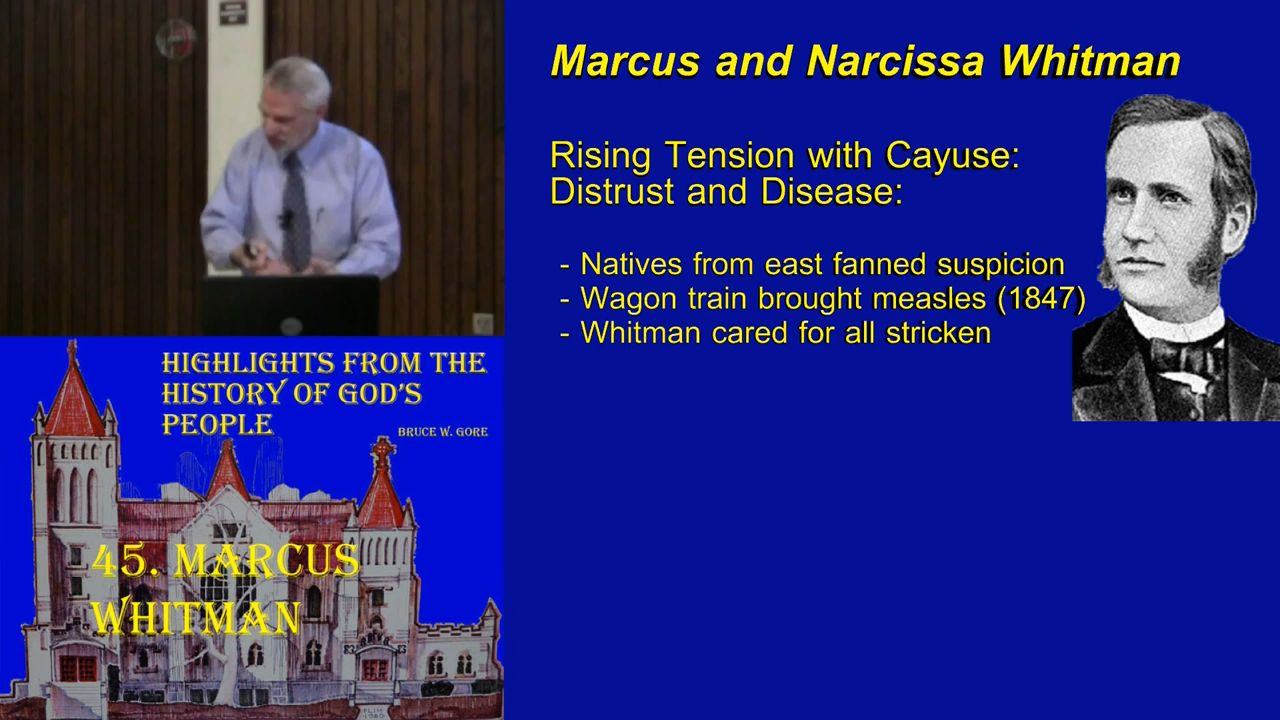 Marcus and Narcissa Whitman
Rising Tension with Cayuse:
Distrust and Disease:
- Natives from east fanned suspicion
- Wagon train brought measles (1847)
- Whitman cared for all stricken
HIGHLIGHTS FROM THE
HISTORY OF GOD'S
PEOPLE
BRUCE W. GORE
45. MARCUS
WHITMAN